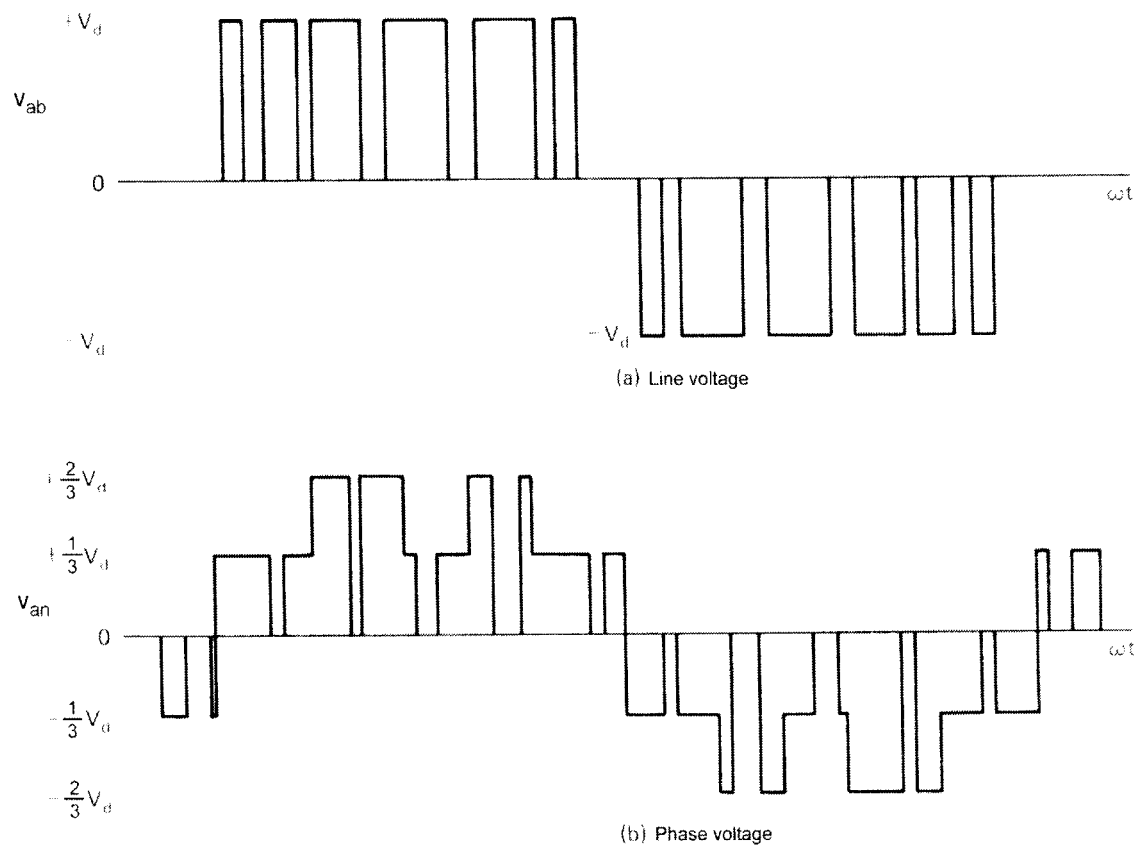 +V_d
v_ab
0
ωt
- V_d
- V_d
(a) Line voltage
+ 2/3 V_d
+ 1/3 V_d
v_an
0
ωt
- 1/3 V_d
- 2/3 V_d
(b) Phase voltage